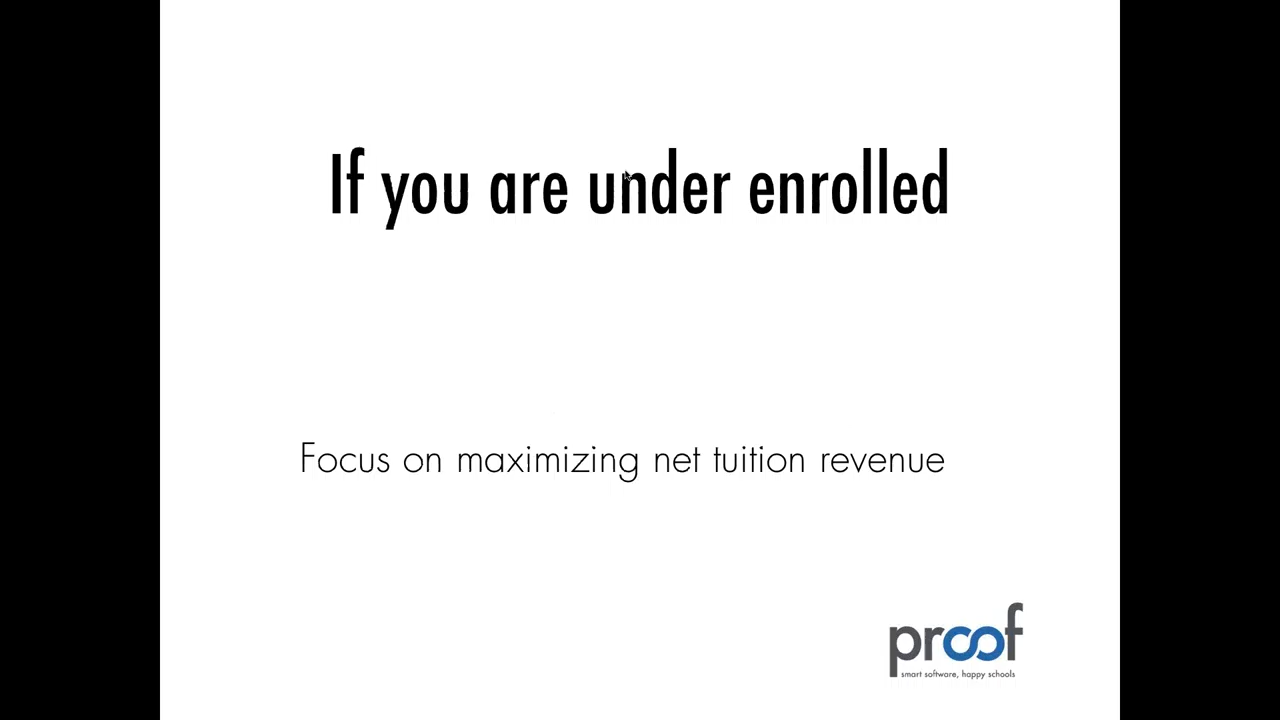 If you are under enrolled
Focus on maximizing net tuition revenue
proof
smart software, happy schools